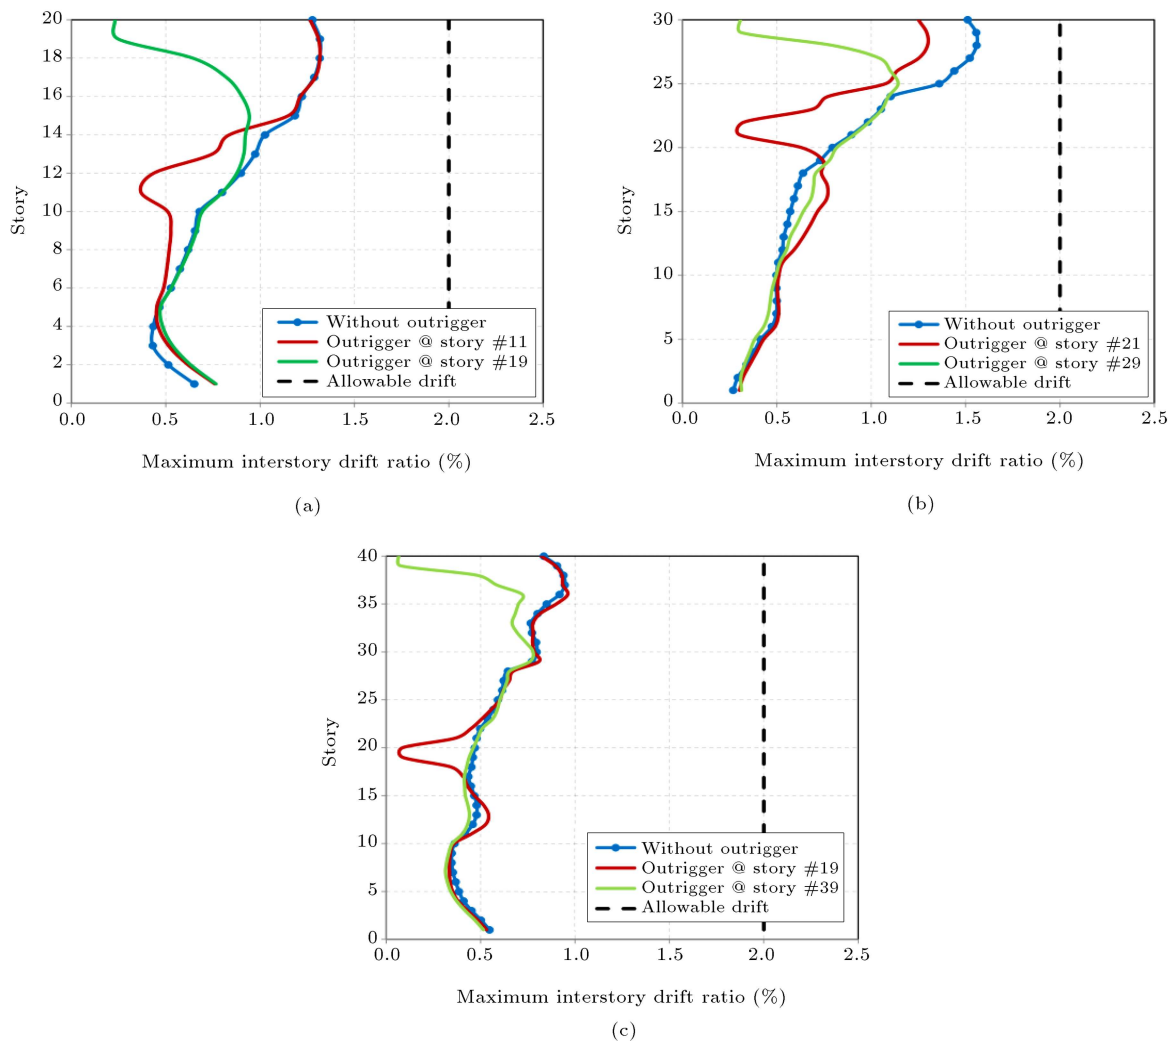 20
18
16
14
12
10
8
6
4
2
0
Story
0.0 0.5 1.0 1.5 2.0 2.5
Maximum interstory drift ratio (%)
Without outrigger
Outrigger @ story #11
Outrigger @ story #19
Allowable drift
(a)
30
25
20
15
10
5
0
Story
0.0 0.5 1.0 1.5 2.0 2.5
Maximum interstory drift ratio (%)
Without outrigger
Outrigger @ story #21
Outrigger @ story #29
Allowable drift
(b)
40
35
30
25
20
15
10
5
0
Story
0.0 0.5 1.0 1.5 2.0 2.5
Maximum interstory drift ratio (%)
Without outrigger
Outrigger @ story #19
Outrigger @ story #39
Allowable drift
(c)